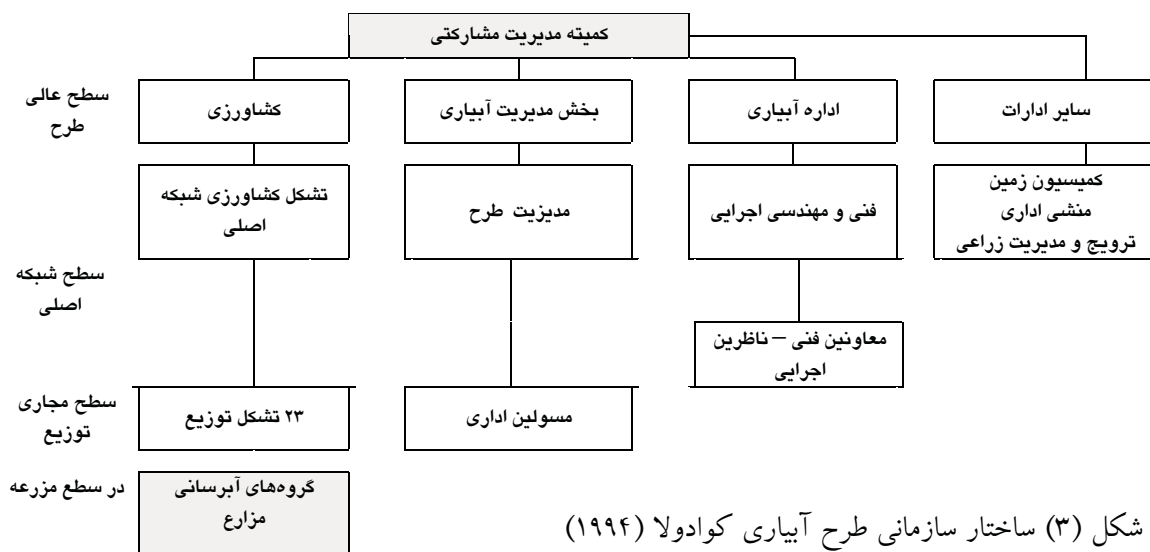 کمیته مدیریت مشارکتی
سطح عالی
طرح
کشاورزی
بخش مدیریت آبیاری
اداره آبیاری
سایر ادارات
تشکل کشاورزی شبکه
اصلی
مدیزیت طرح
فنی و مهندسی اجرایی
کمیسیون زمین
منشی اداری
ترویج و مدیریت زراعی
سطح شبکه
اصلی
معاونین فنی – ناظرین
اجرایی
سطح مجاری
توزیع
۲۳ تشکل توزیع
مسولین اداری
در سطع مزرعه
گروه‌های آبرسانی
مزارع
شکل (۳) ساختار سازمانی طرح آبیاری کوادولا (۱۹۹۴)